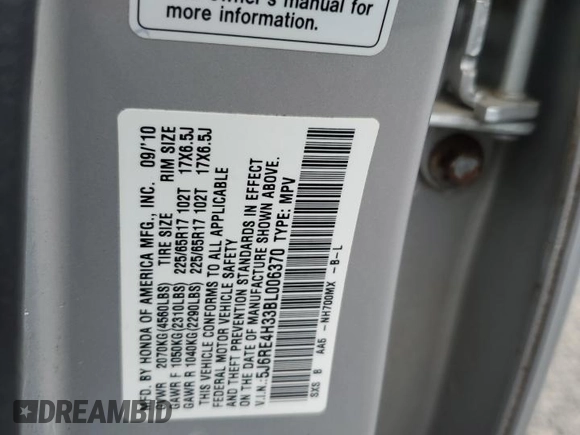 owner's manual for
more information.
MFD. BY HONDA OF AMERICA MFG., INC. 09/'10
TIRE SIZE RIM SIZE
GVWR 2070KG(4560LBS)
GAWR F 1050KG(2310LBS) 225/65R17 102T 17X6.5J
GAWR R 1040KG(2290LBS) 225/65R17 102T 17X6.5J
THIS VEHICLE CONFORMS TO ALL APPLICABLE
FEDERAL MOTOR VEHICLE SAFETY
AND THEFT PREVENTION STANDARDS IN EFFECT
ON THE DATE OF MANUFACTURE SHOWN ABOVE.
V.I.N.: 5J6RE4H33BL006370 TYPE: MPV
SXS B AA6 -NH700MX -B-L
DREAMBID